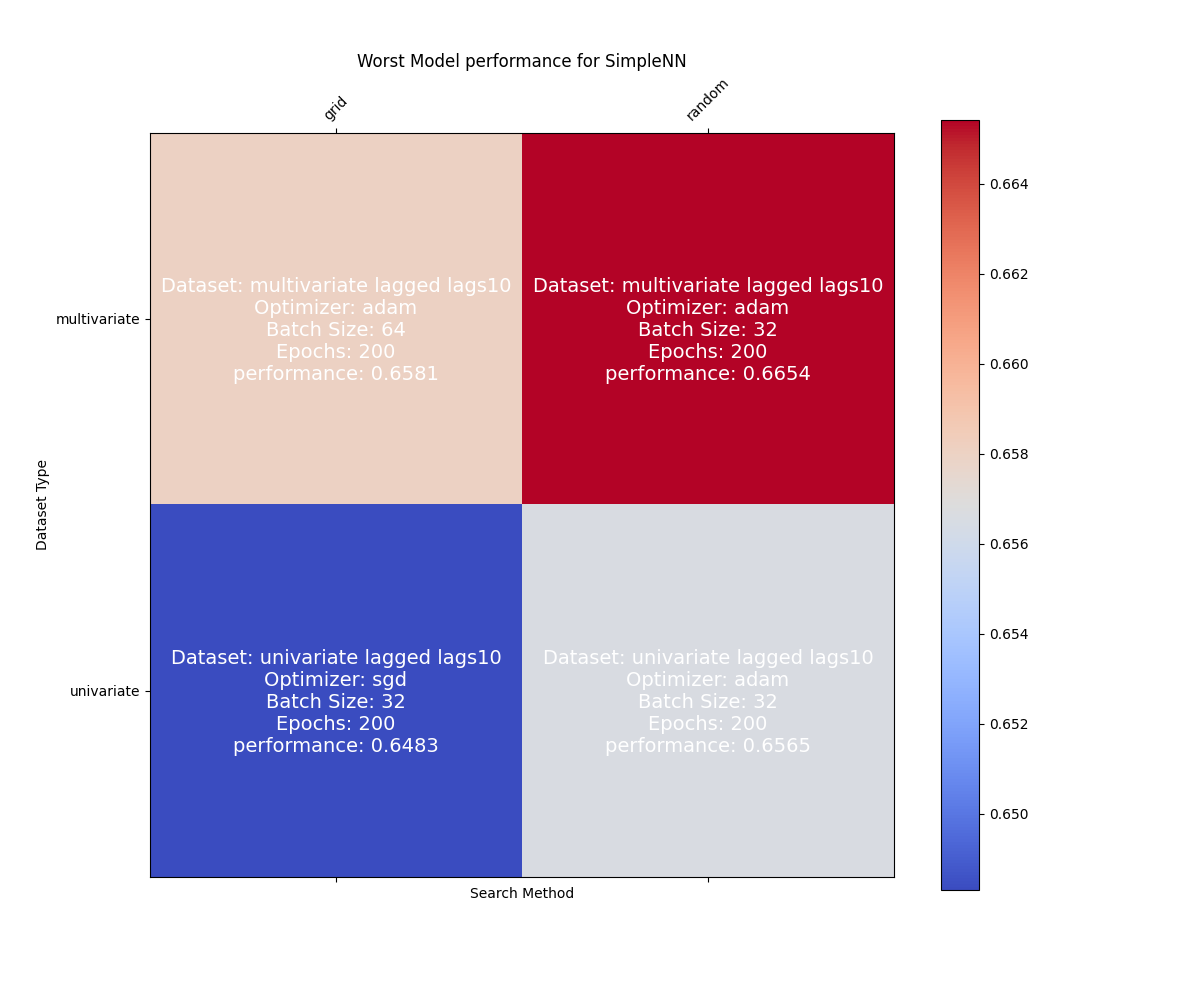 Worst Model performance for SimpleNN
grid
random
Dataset Type
multivariate
Dataset: multivariate lagged lags10
Optimizer: adam
Batch Size: 64
Epochs: 200
performance: 0.6581
Dataset: multivariate lagged lags10
Optimizer: adam
Batch Size: 32
Epochs: 200
performance: 0.6654
univariate
Dataset: univariate lagged lags10
Optimizer: sgd
Batch Size: 32
Epochs: 200
performance: 0.6483
Dataset: univariate lagged lags10
Optimizer: adam
Batch Size: 32
Epochs: 200
performance: 0.6565
Search Method
0.664
0.662
0.660
0.658
0.656
0.654
0.652
0.650